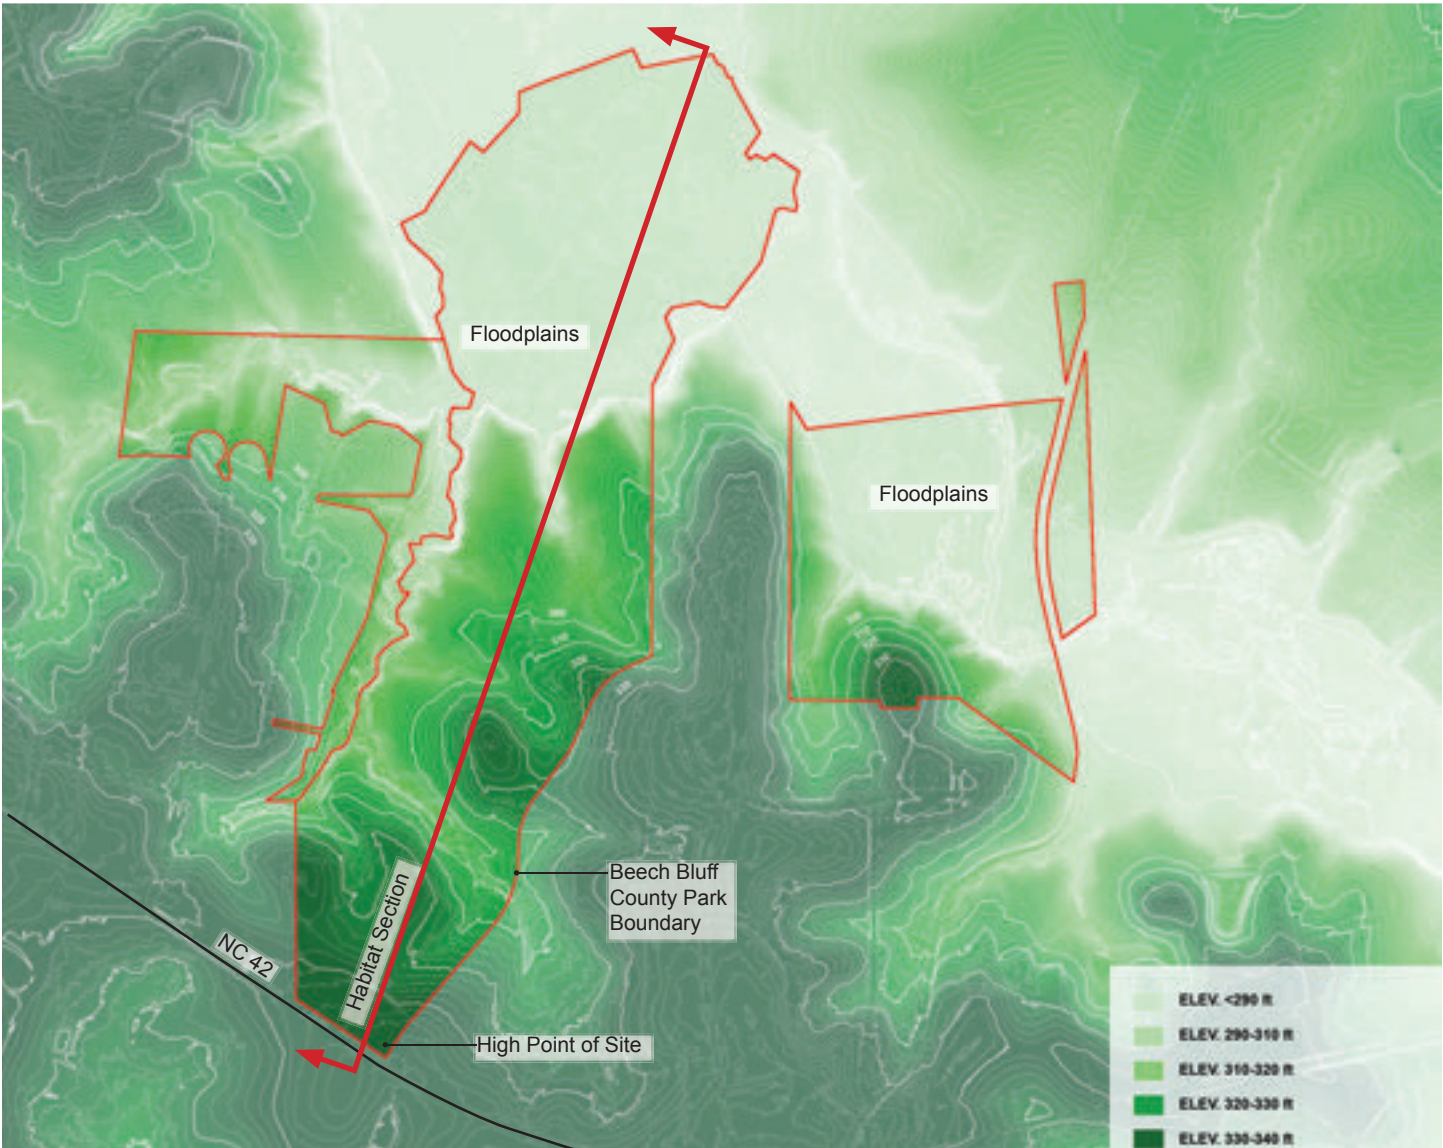 Floodplains
Floodplains
Beech Bluff
County Park
Boundary
Habitat Section
NC 42
High Point of Site
ELEV. <290 ft
ELEV. 290-310 ft
ELEV. 310-320 ft
ELEV. 320-330 ft
ELEV. 330-340 ft